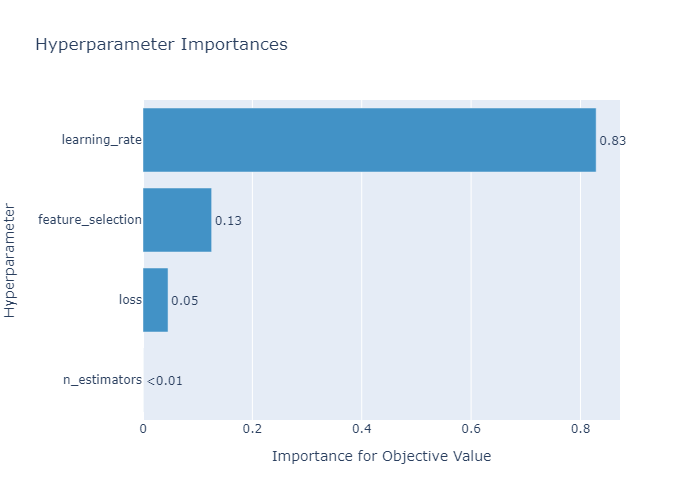 Hyperparameter Importances
learning_rate
0.83
feature_selection
0.13
loss
0.05
n_estimators
<0.01
0
0.2
0.4
0.6
0.8
Importance for Objective Value
Hyperparameter